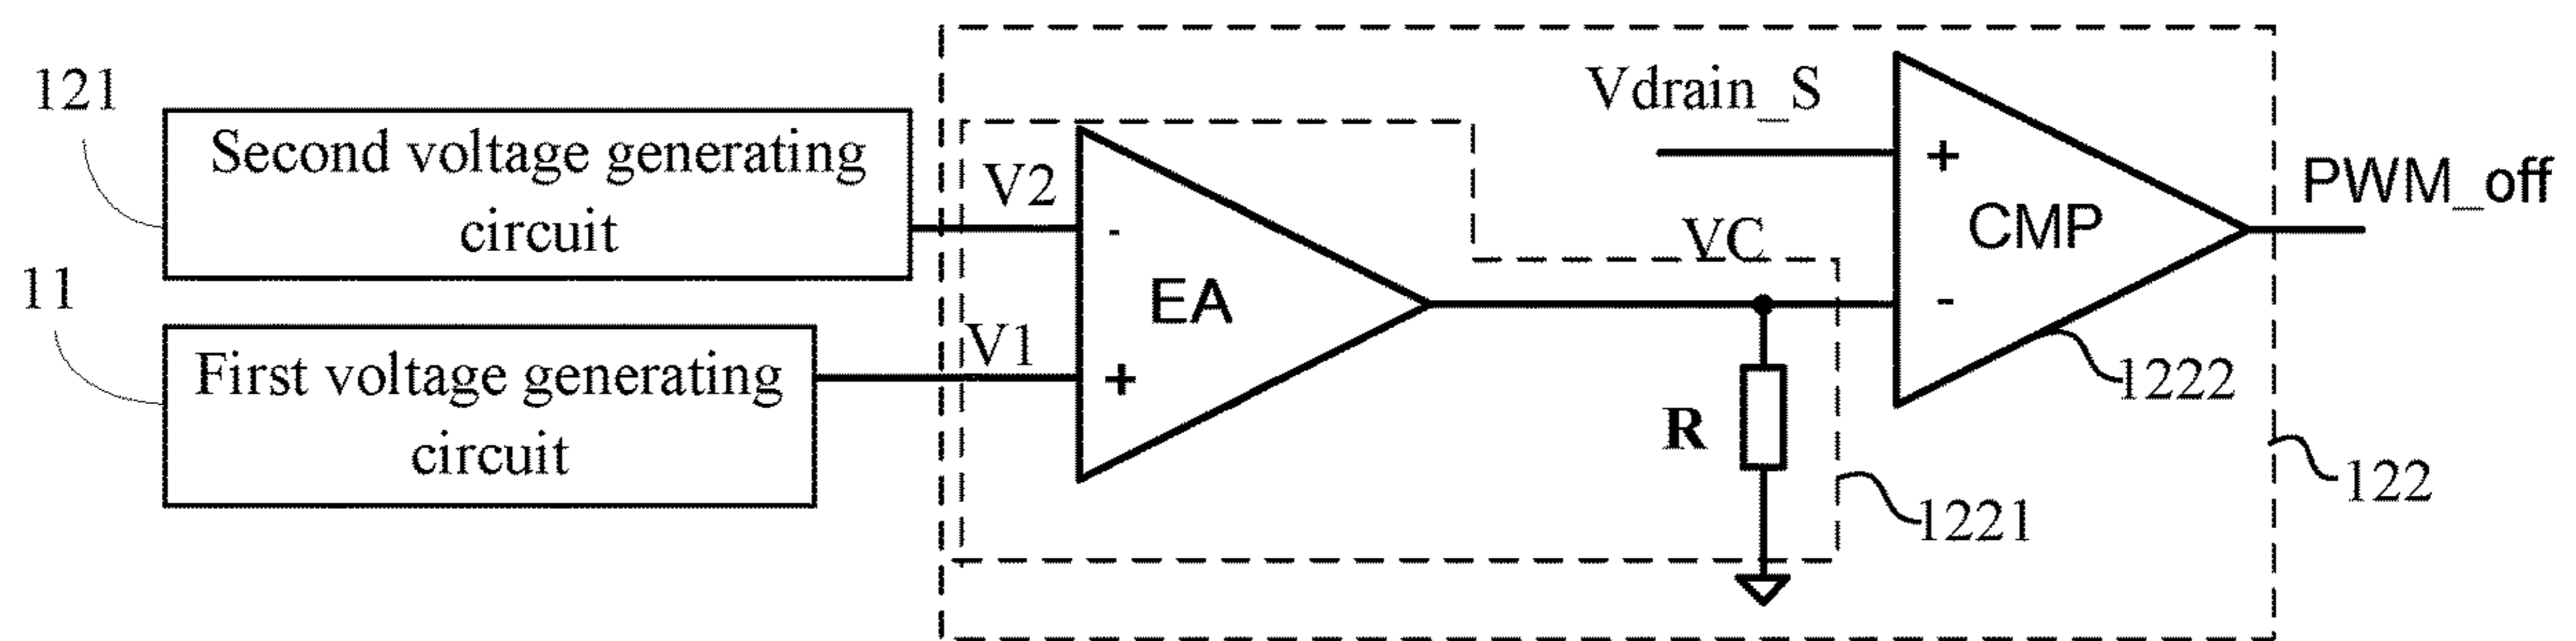 121
Second voltage generating
circuit
11
First voltage generating
circuit
V2
-
V1
+
EA
Vdrain_S
VC
R
+
CMP
-
PWM_off
1222
1221
122